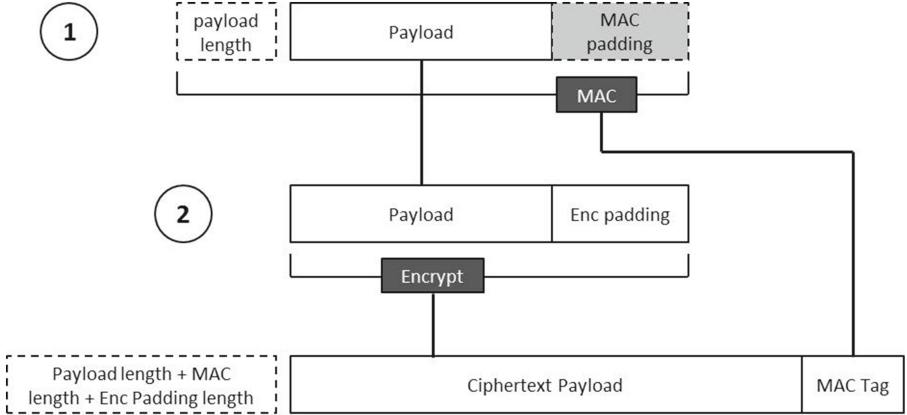 1
payload
length
Payload
MAC
padding
MAC
2
Payload
Enc padding
Encrypt
Payload length + MAC
length + Enc Padding length
Ciphertext Payload
MAC Tag